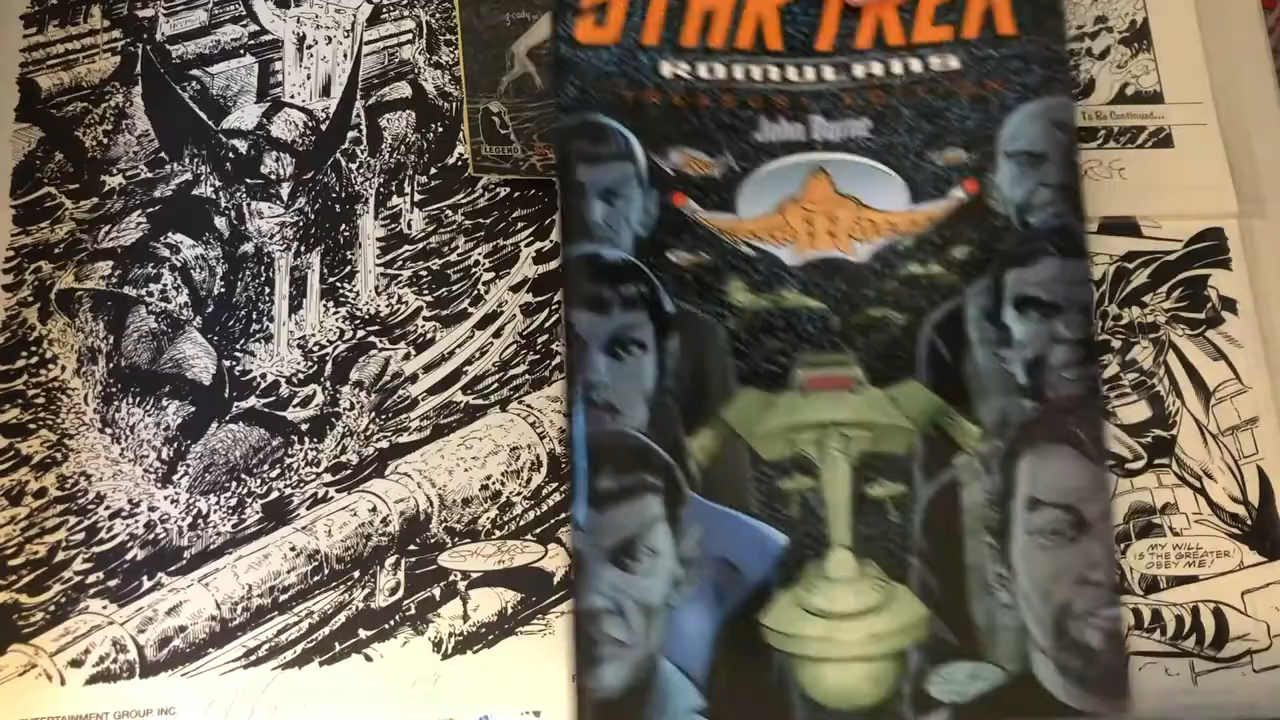 STAR TREK
ROMULANS
John Byrne
g-cody
LEGEND
To Be Continued...
MY WILL
IS THE GREATER!
OBEY ME!
ENTERTAINMENT GROUP, INC.